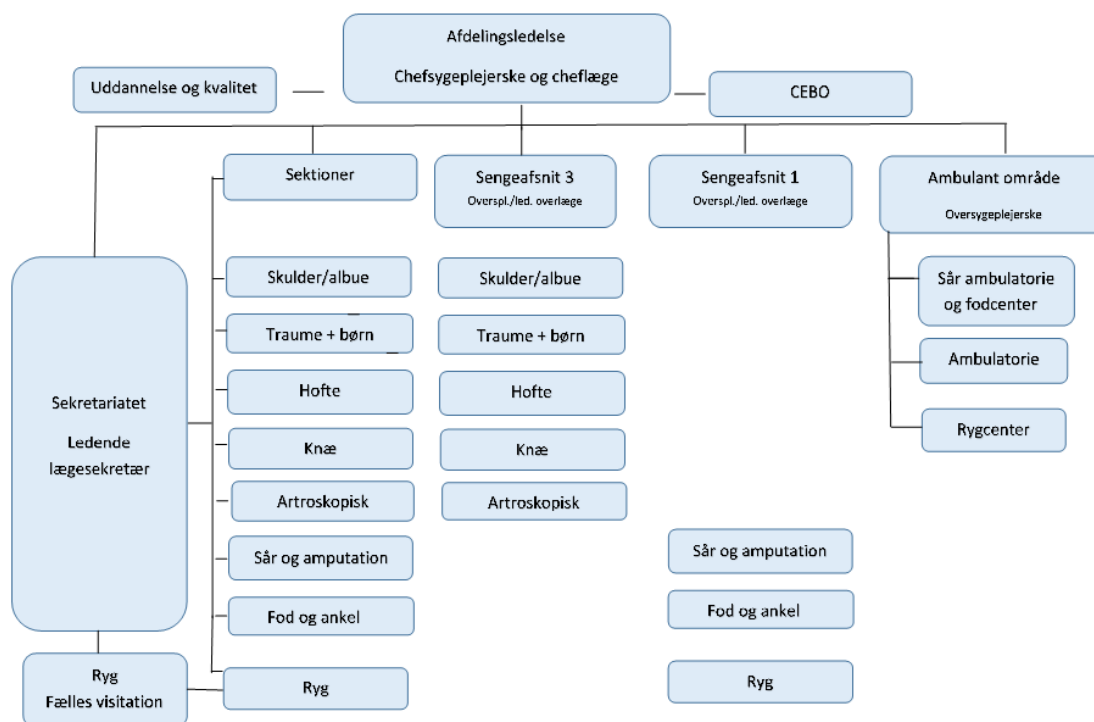 Afdelingsledelse
Chefsygeplejerske og cheflæge
Uddannelse og kvalitet
CEBO
Sektioner
Sengeafsnit 3
Overspl./led. overlæge
Sengeafsnit 1
Overspl./led. overlæge
Ambulant område
Oversygeplejerske
Sekretariatet
Ledende
lægesekretær
Ryg
Fælles visitation
Skulder/albue
Traume + børn
Hofte
Knæ
Artroskopisk
Sår og amputation
Fod og ankel
Ryg
Skulder/albue
Traume + børn
Hofte
Knæ
Artroskopisk
Sår og amputation
Fod og ankel
Ryg
Sår ambulatorie
og fodcenter
Ambulatorie
Rygcenter